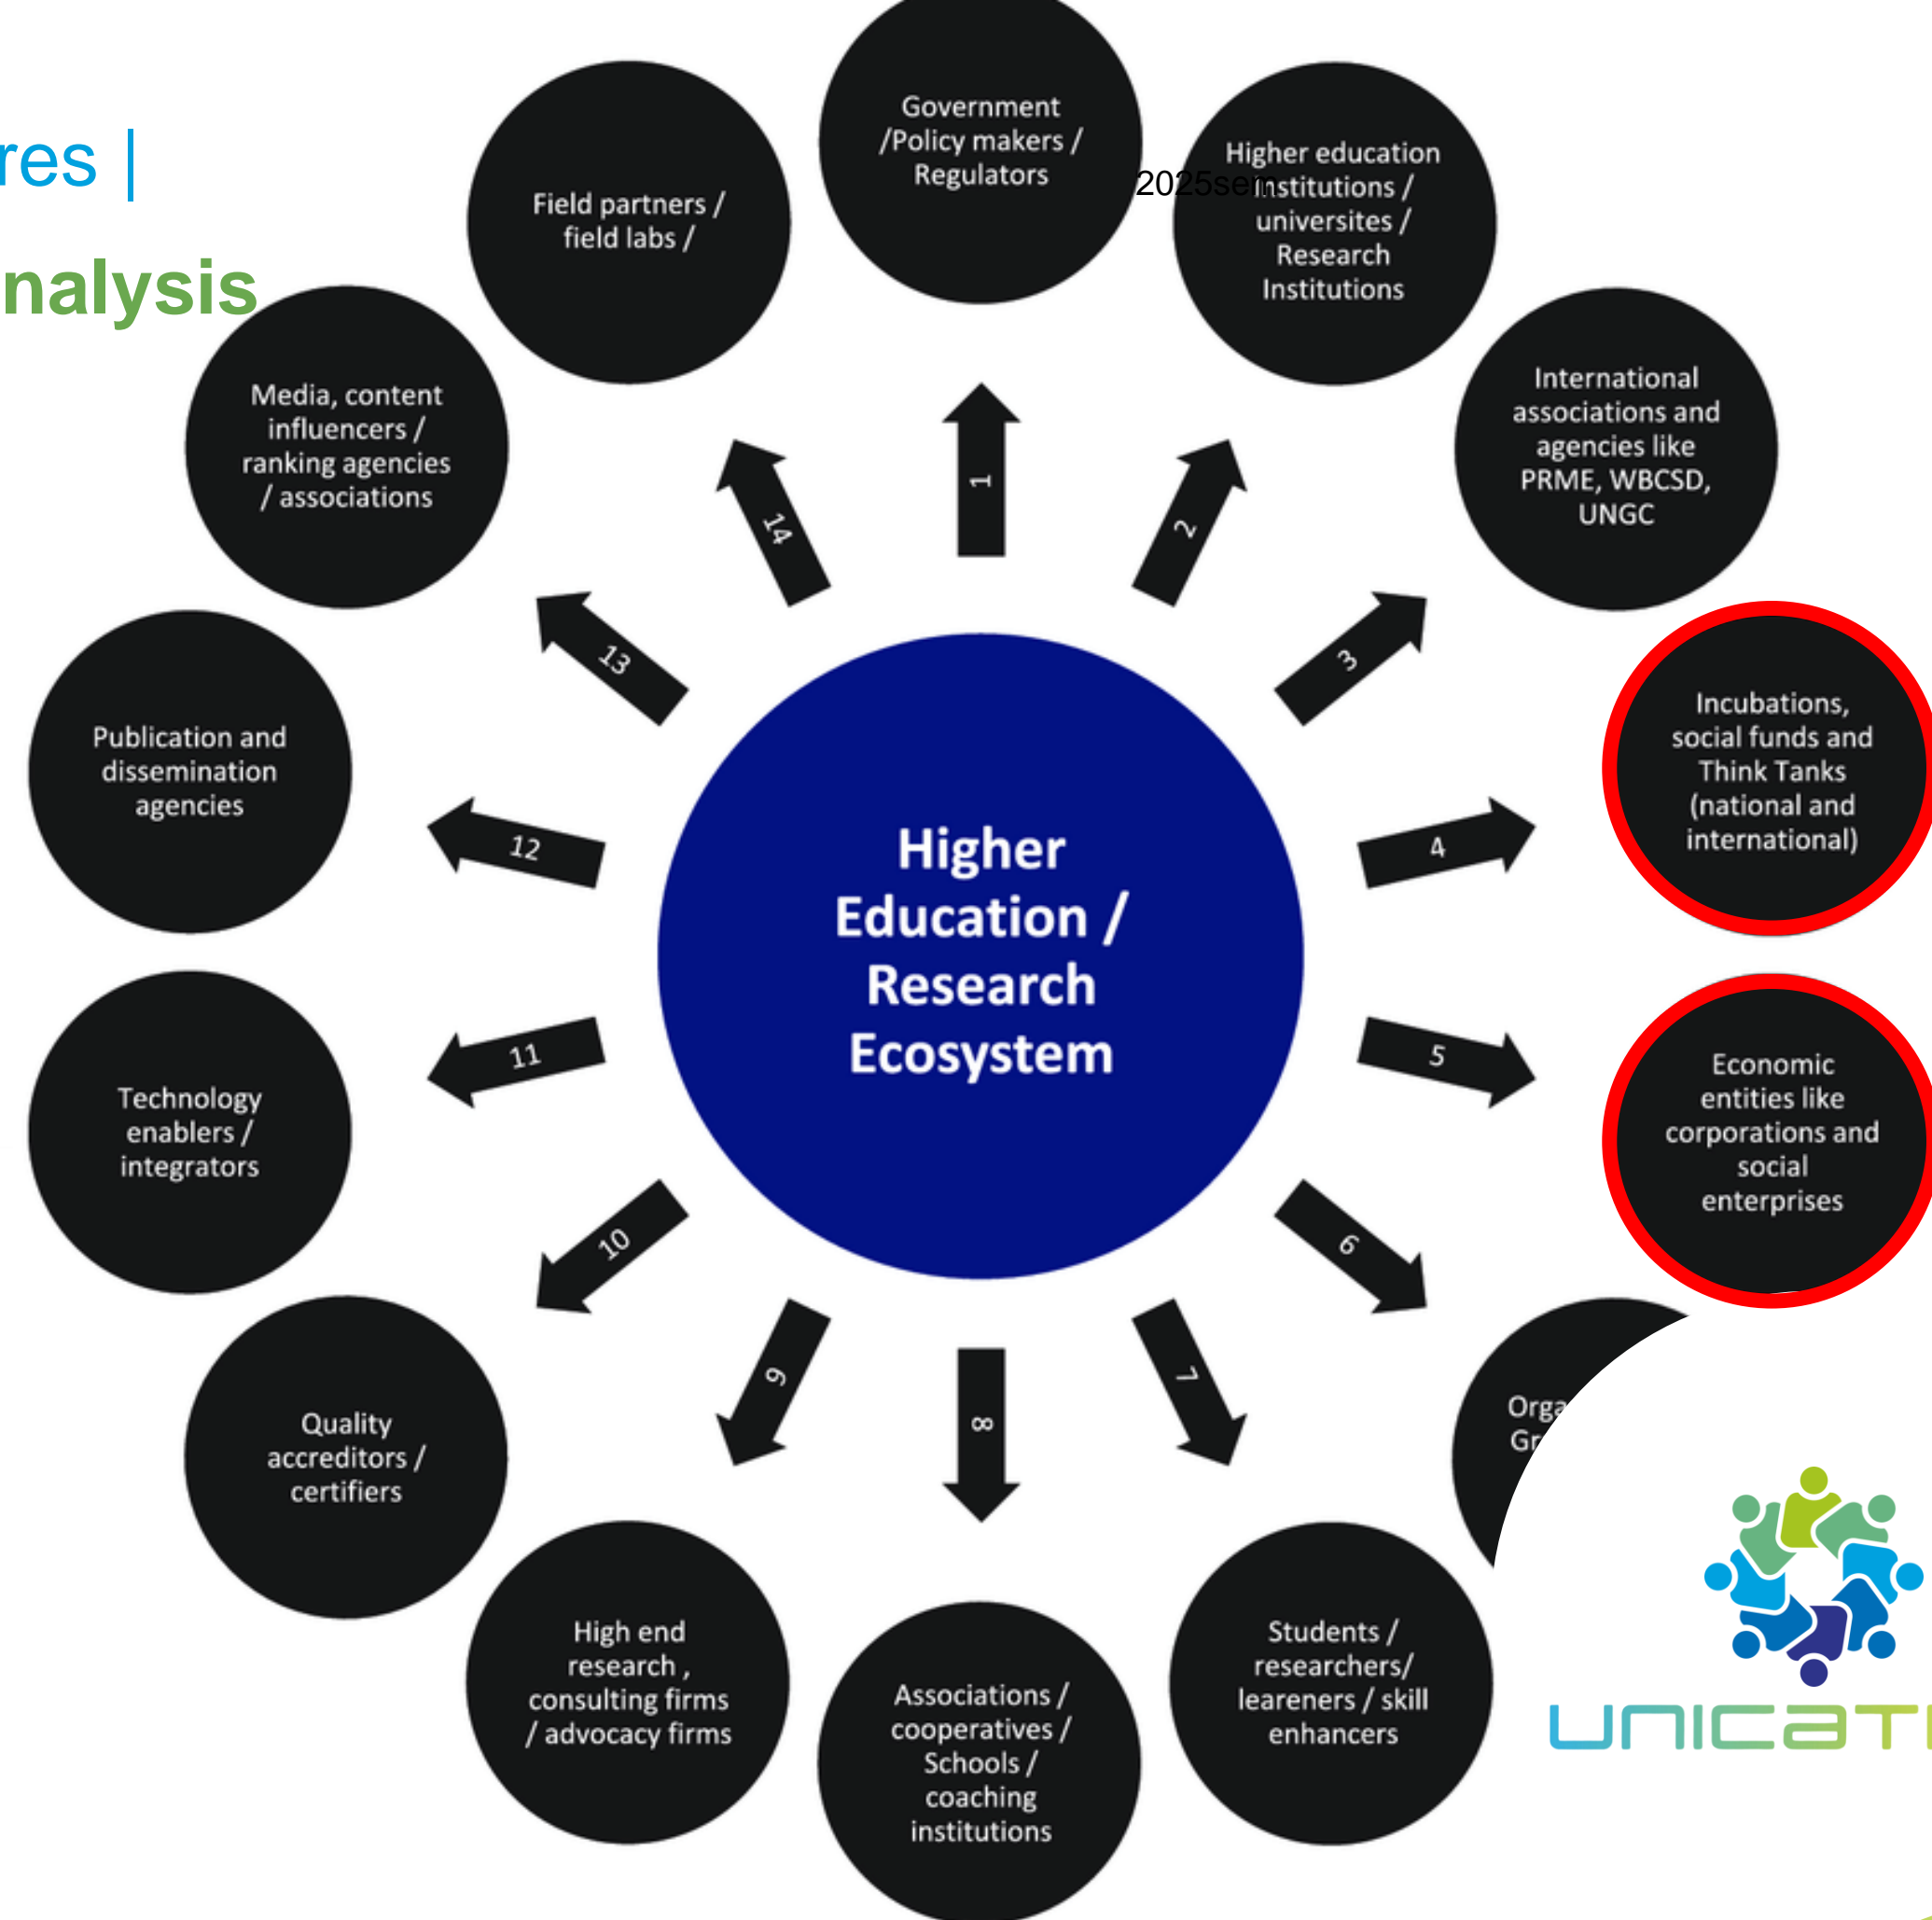 res |
nalysis
Government
/Policy makers /
Regulators
2025sem
Higher education
institutions /
universites /
Research
Institutions
International
associations and
agencies like
PRME, WBCSD,
UNGC
Incubations,
social funds and
Think Tanks
(national and
international)
Economic
entities like
corporations and
social
enterprises
Orga
Gr
Students /
researchers/
leareners / skill
enhancers
Associations /
cooperatives /
Schools /
coaching
institutions
High end
research ,
consulting firms
/ advocacy firms
Quality
accreditors /
certifiers
Technology
enablers /
integrators
Publication and
dissemination
agencies
Media, content
influencers /
ranking agencies
/ associations
Field partners /
field labs /
1
2
3
4
5
6
7
8
9
10
11
12
13
14
Higher
Education /
Research
Ecosystem
unicat